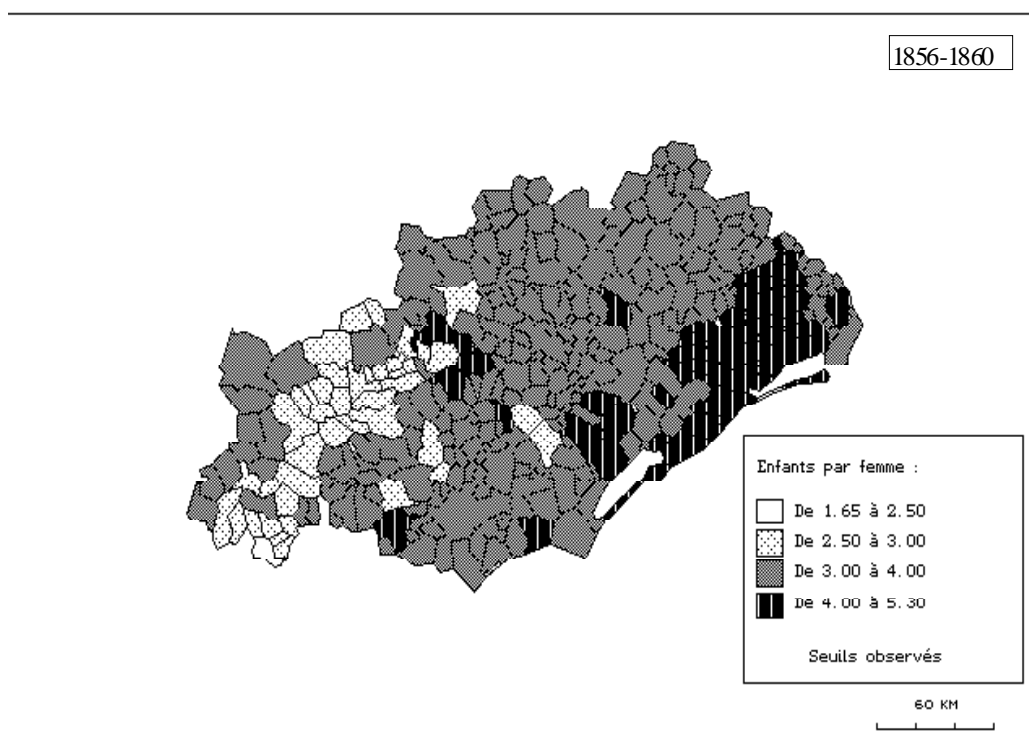 1856-1860
Enfants par femme :
De 1.65 à 2.50
De 2.50 à 3.00
De 3.00 à 4.00
De 4.00 à 5.30
Seuils observés
60 KM